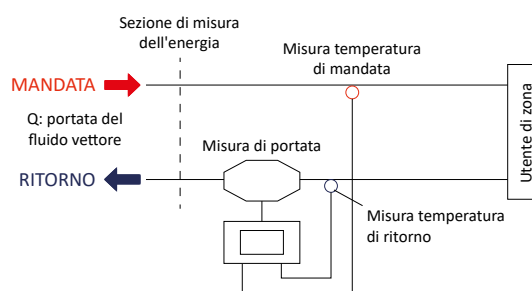 Sezione di misura
dell'energia
Misura temperatura
di mandata
MANDATA
Q: portata del
fluido vettore
Misura di portata
RITORNO
Misura temperatura
di ritorno
Utente di zona